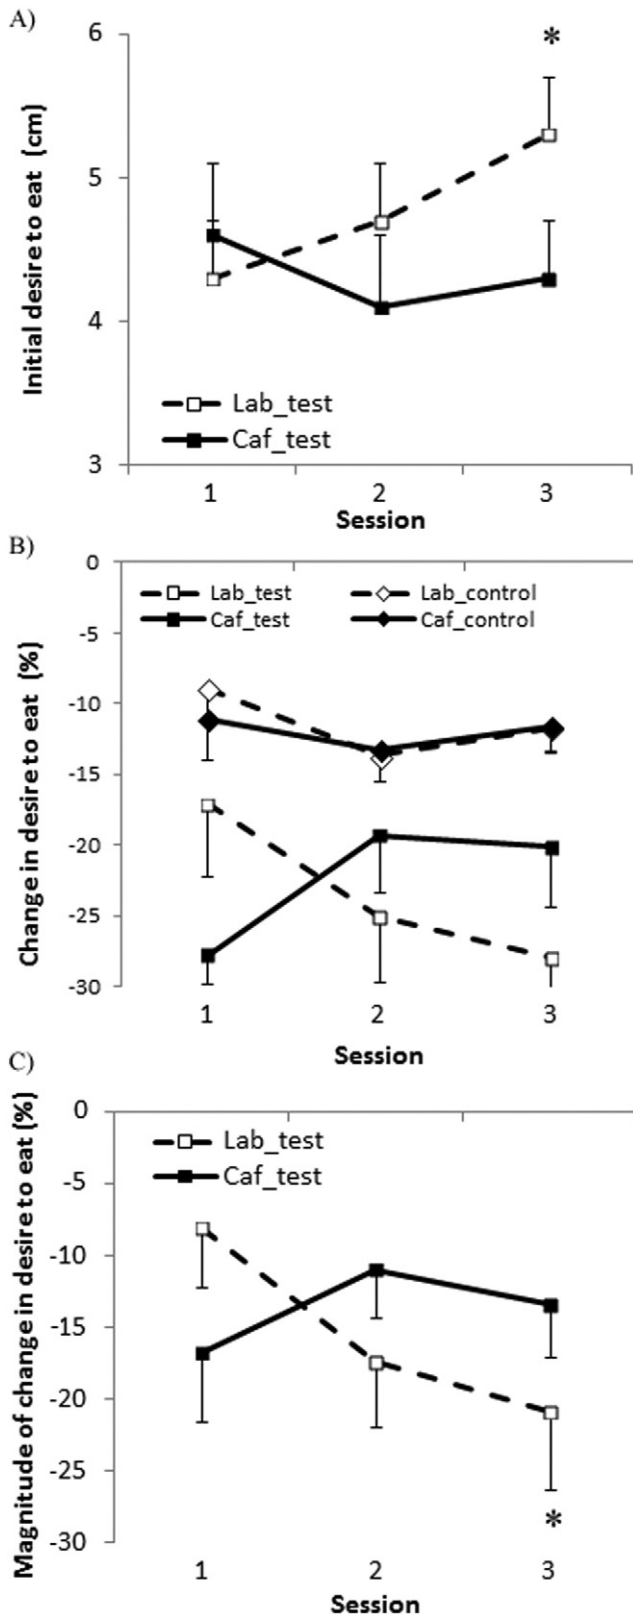 A)
6
*
5
4
3
Initial desire to eat (cm)
Lab_test
Caf_test
1 2 3
Session
B)
0
-5
-10
-15
-20
-25
-30
Change in desire to eat (%)
Lab_test Lab_control
Caf_test Caf_control
1 2 3
Session
C)
0
-5
-10
-15
-20
-25
-30
Magnitude of change in desire to eat (%)
Lab_test
Caf_test
*
1 2 3
Session